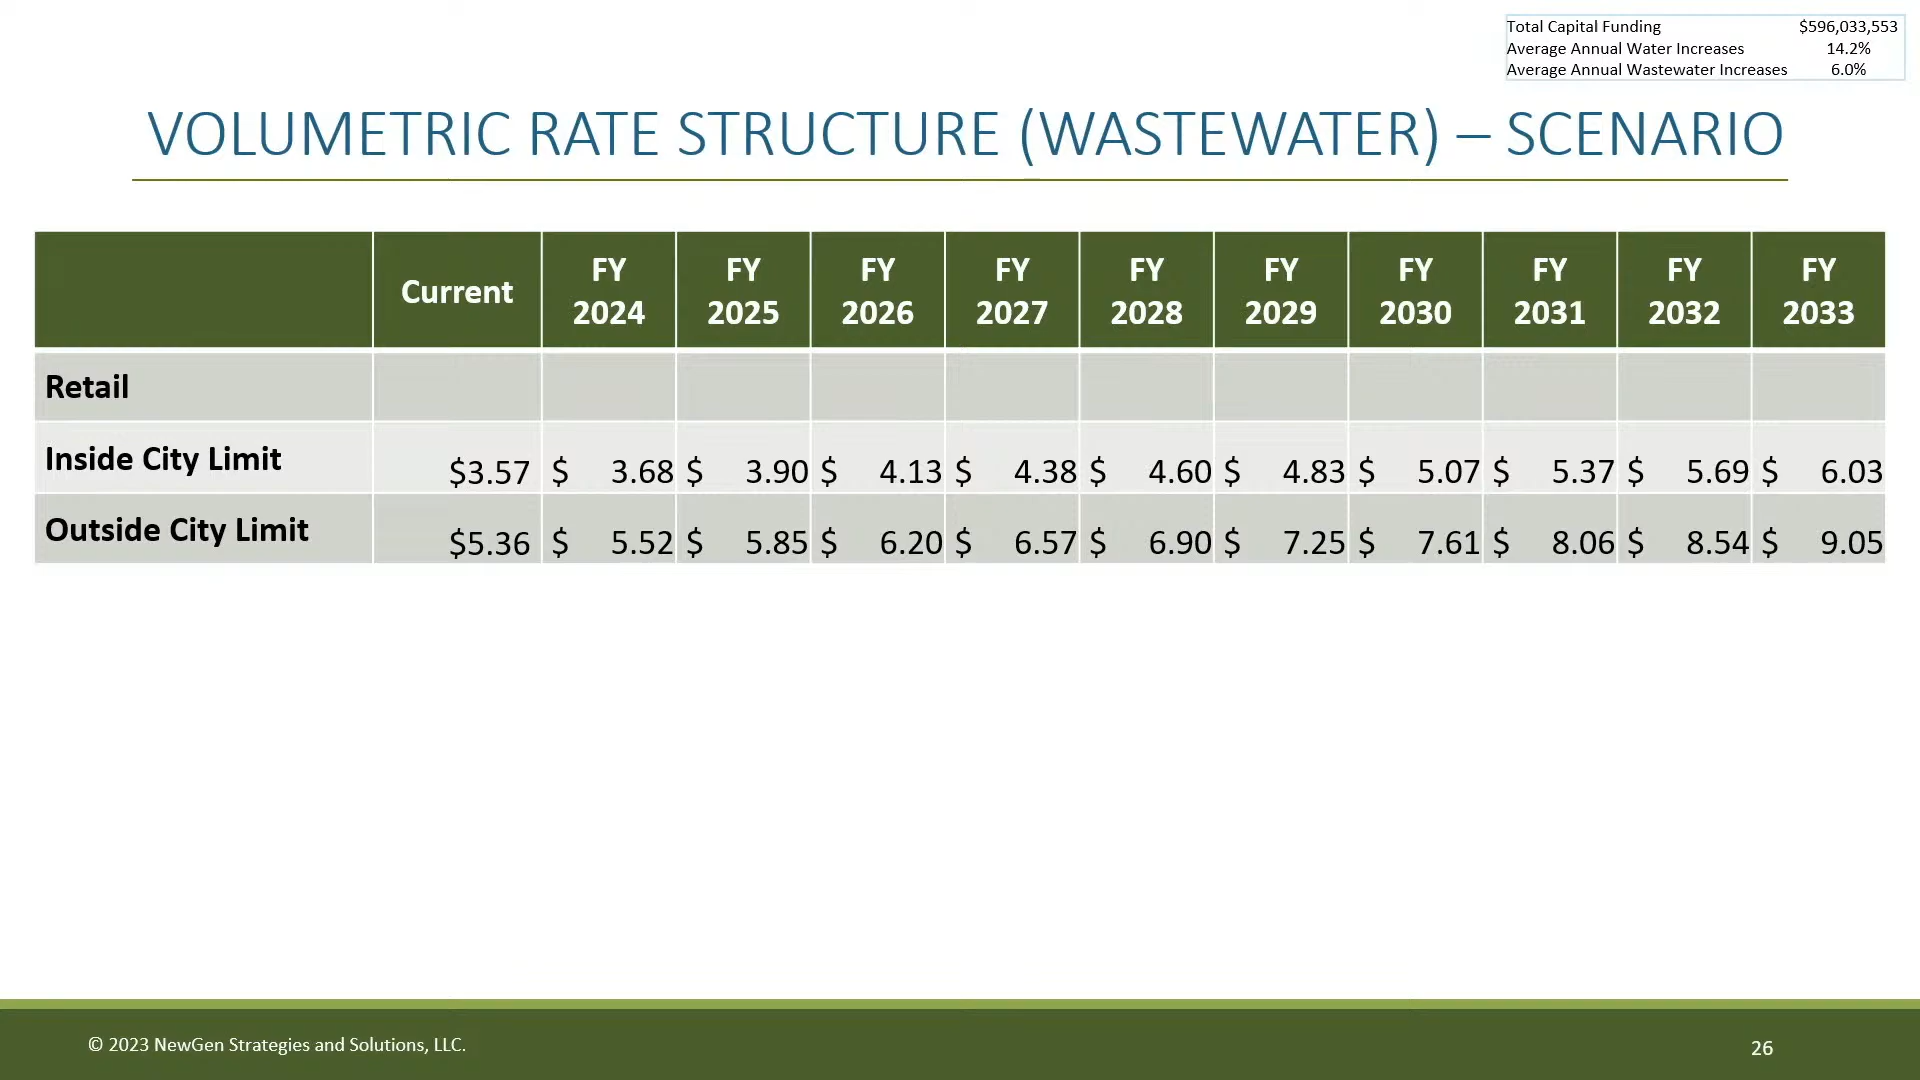 Total Capital Funding $596,033,553
Average Annual Water Increases 14.2%
Average Annual Wastewater Increases 6.0%
VOLUMETRIC RATE STRUCTURE (WASTEWATER) – SCENARIO
Current FY 2024 FY 2025 FY 2026 FY 2027 FY 2028 FY 2029 FY 2030 FY 2031 FY 2032 FY 2033
Retail
Inside City Limit $3.57 $ 3.68 $ 3.90 $ 4.13 $ 4.38 $ 4.60 $ 4.83 $ 5.07 $ 5.37 $ 5.69 $ 6.03
Outside City Limit $5.36 $ 5.52 $ 5.85 $ 6.20 $ 6.57 $ 6.90 $ 7.25 $ 7.61 $ 8.06 $ 8.54 $ 9.05
© 2023 NewGen Strategies and Solutions, LLC.
26